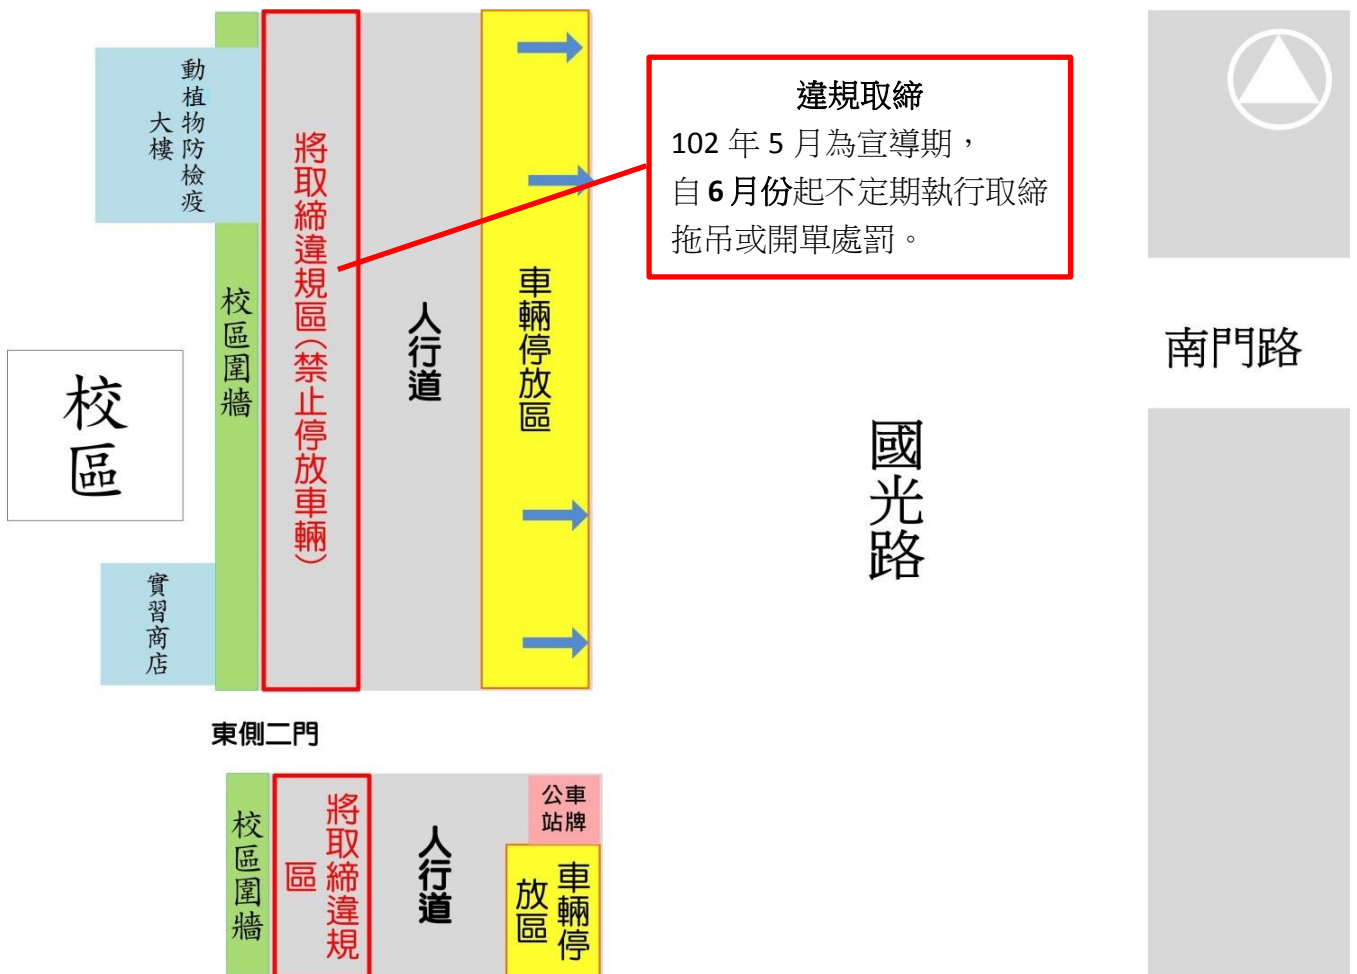 動植物防檢疫
大樓
校區圍牆
將取締違規區(禁止停放車輛)
人行道
車輛停放區
違規取締
102 年 5 月為宣導期，
自 6 月份起不定期執行取締
拖吊或開單處罰。
校區
國光路
南門路
實習商店
東側二門
校區圍牆
將取締違規
區
人行道
公車
站牌
車輛停
放區